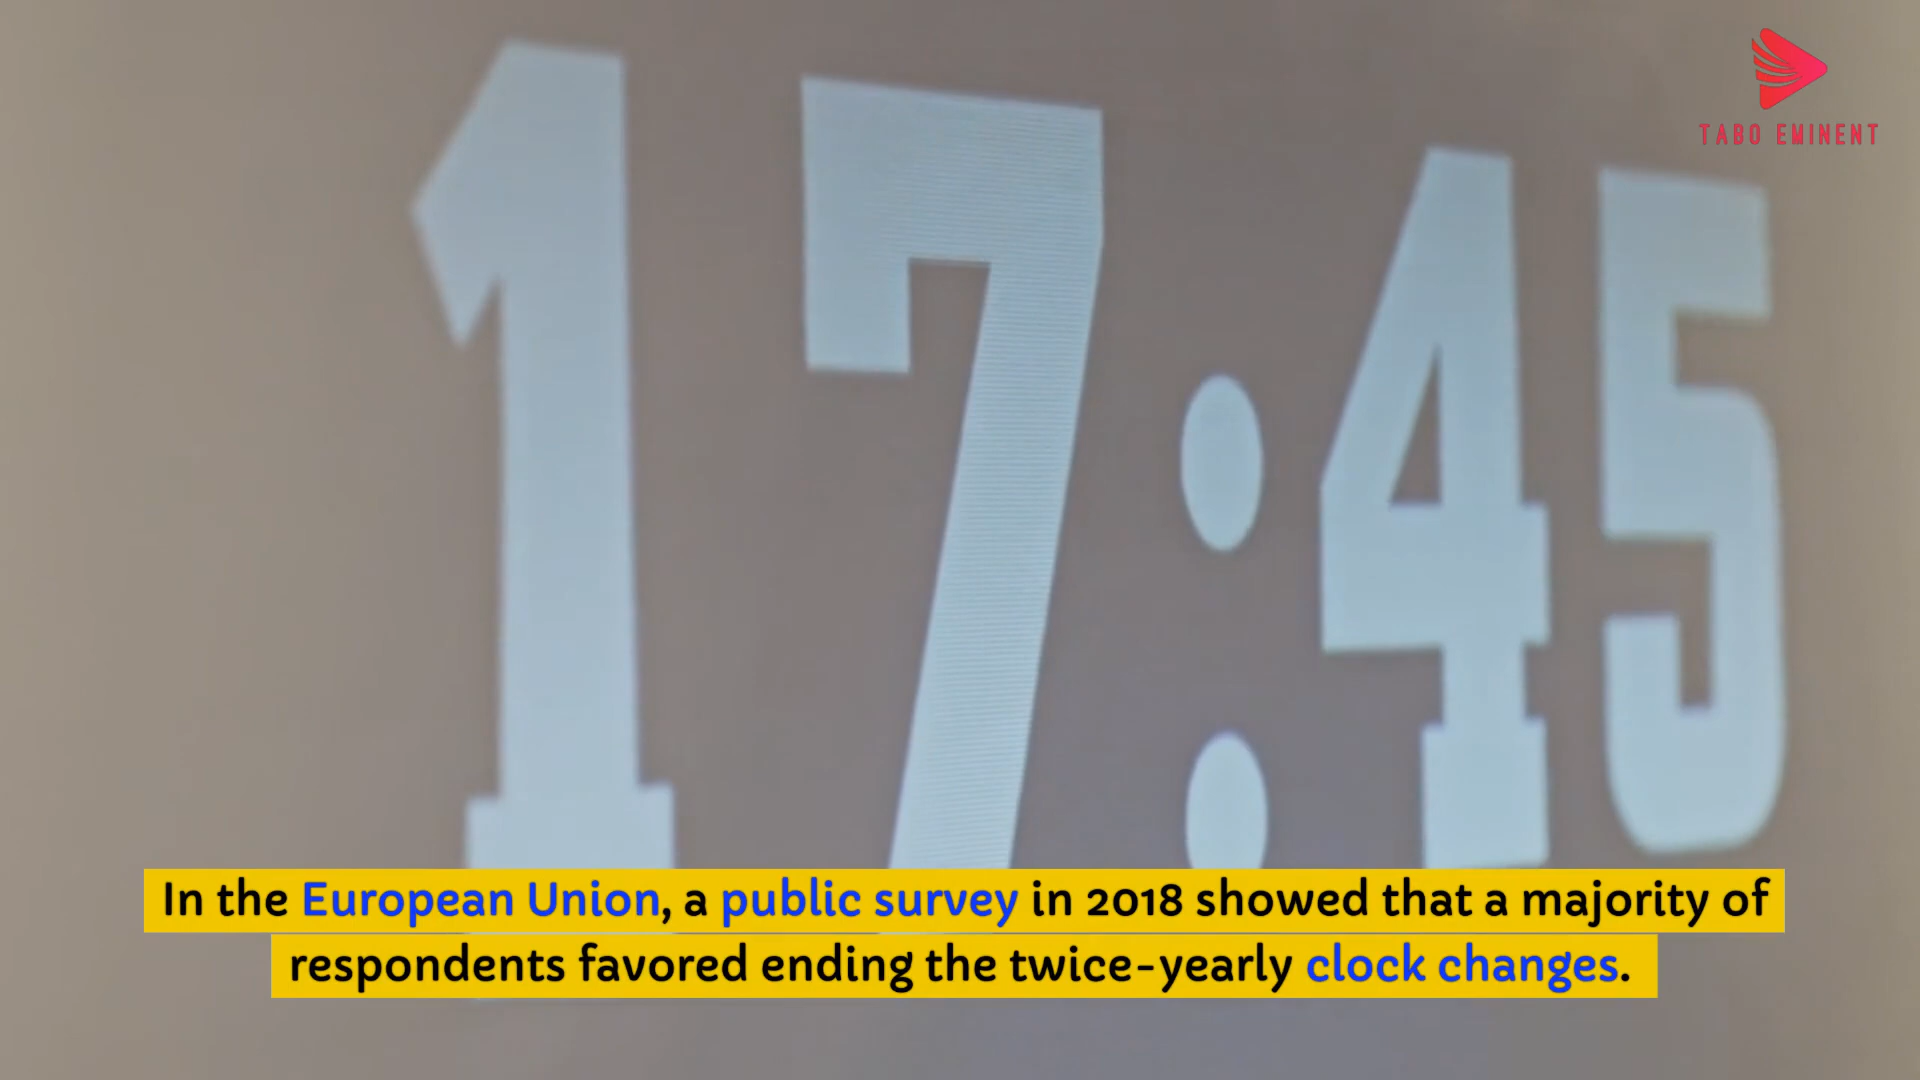 TABO EMINENT
17:45
In the European Union, a public survey in 2018 showed that a majority of
respondents favored ending the twice-yearly clock changes.